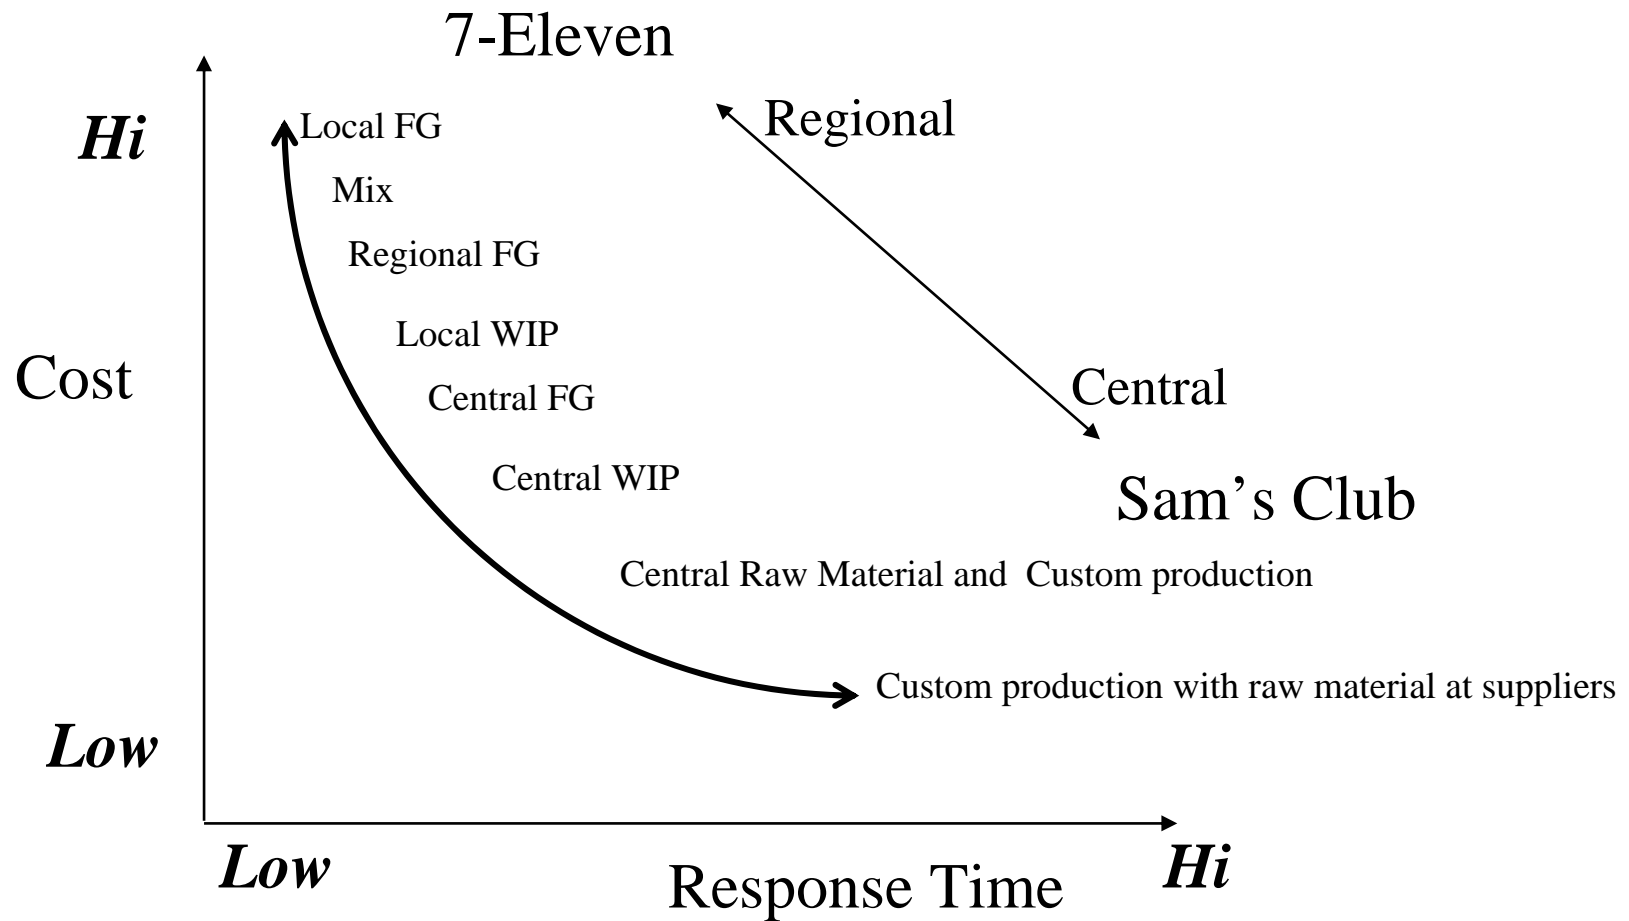 7-Eleven
Hi
Local FG
Regional
Mix
Regional FG
Local WIP
Cost
Central FG
Central
Central WIP
Sam’s Club
Central Raw Material and  Custom production
Custom production with raw material at suppliers
Low
Low
Response Time
Hi